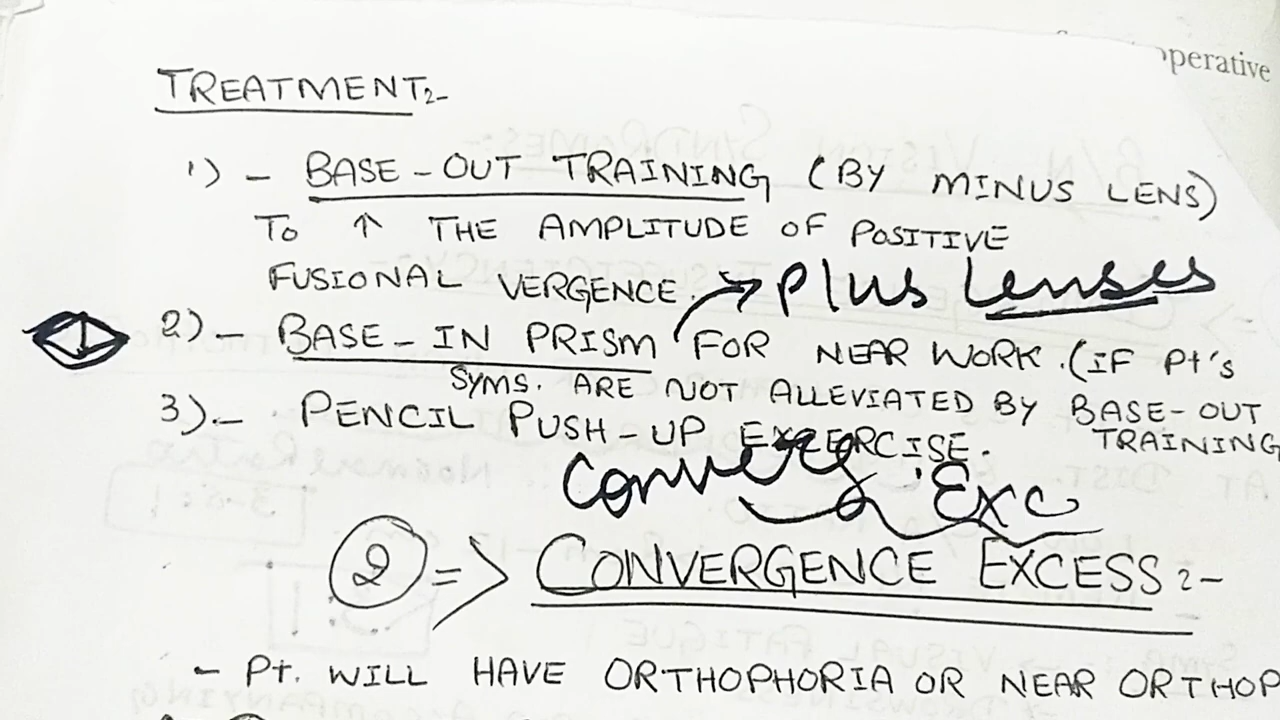 perative
TREATMENT:-
1) - BASE-OUT TRAINING (BY MINUS LENS)
TO ↑ THE AMPLITUDE OF POSITIVE
FUSIONAL VERGENCE. → Plus Lenses
2) - BASE-IN PRISM FOR NEAR WORK. (IF Pt's
SYMS. ARE NOT ALLEVIATED BY BASE-OUT
TRAINING
3).- PENCIL PUSH-UP EXERCISE.
Converg Exc
2 => CONVERGENCE EXCESS:-
- Pt. WILL HAVE ORTHOPHORIA OR NEAR ORTHOP